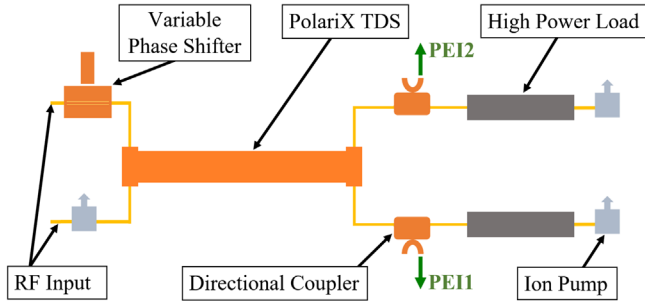 Variable
Phase Shifter
PolariX TDS
High Power Load
PEI2
RF Input
Directional Coupler
PEI1
Ion Pump